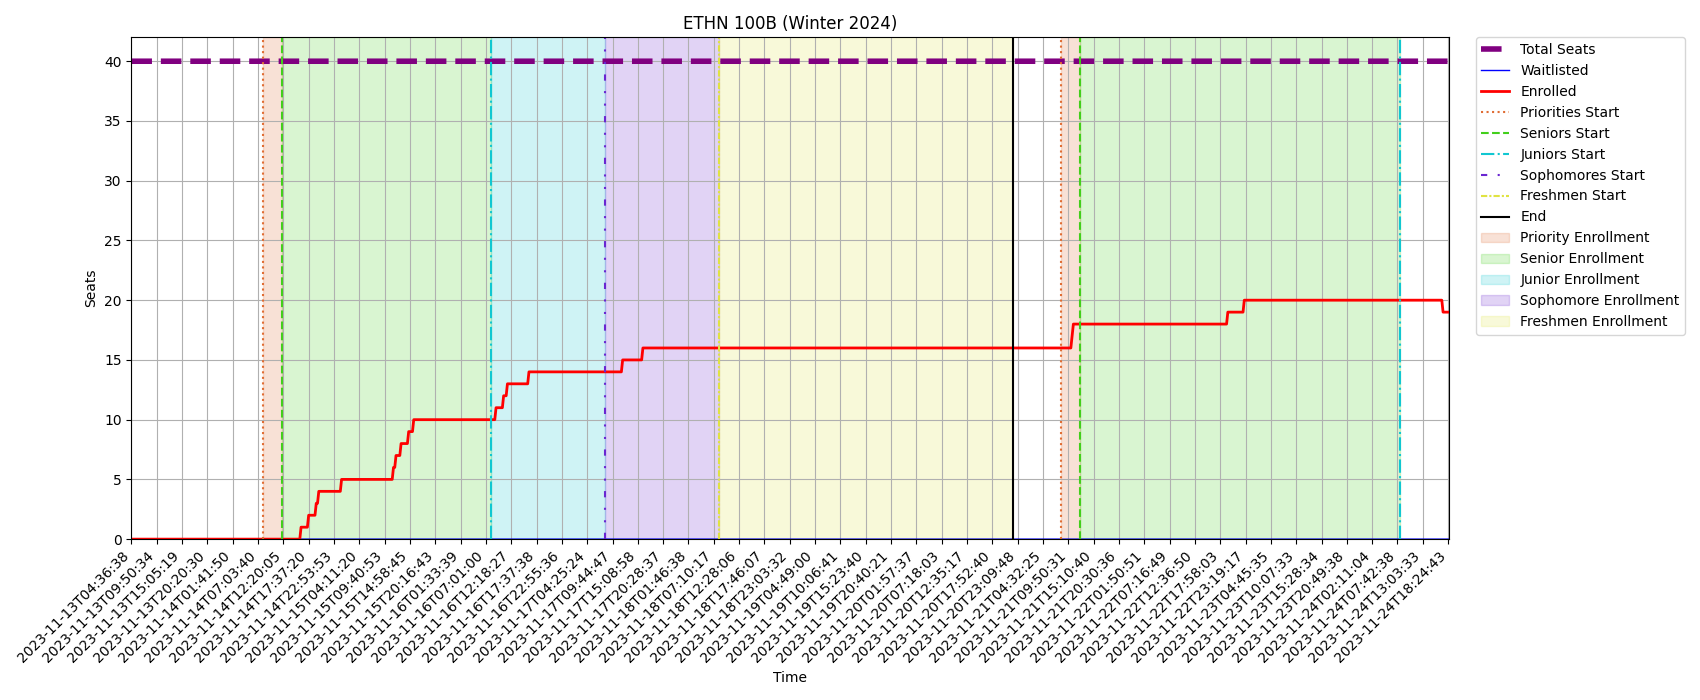 ETHN 100B (Winter 2024)
40
35
30
25
20
15
10
5
0
Seats
2023-11-13T04:36:38
2023-11-13T09:50:34
2023-11-13T15:05:19
2023-11-13T20:20:30
2023-11-14T01:41:50
2023-11-14T07:03:40
2023-11-14T12:20:05
2023-11-14T17:37:20
2023-11-14T22:53:53
2023-11-15T04:11:20
2023-11-15T09:40:53
2023-11-15T14:58:45
2023-11-15T20:16:43
2023-11-16T01:33:39
2023-11-16T07:01:00
2023-11-16T12:18:27
2023-11-16T17:37:38
2023-11-16T22:55:36
2023-11-17T04:25:24
2023-11-17T09:44:47
2023-11-17T15:08:58
2023-11-17T20:28:37
2023-11-18T01:46:38
2023-11-18T07:10:17
2023-11-18T12:28:06
2023-11-18T17:46:07
2023-11-18T23:03:32
2023-11-19T04:49:00
2023-11-19T10:06:41
2023-11-19T15:23:40
2023-11-19T20:40:21
2023-11-20T01:57:37
2023-11-20T07:18:03
2023-11-20T12:35:17
2023-11-20T17:52:40
2023-11-20T23:09:48
2023-11-21T04:32:25
2023-11-21T09:50:31
2023-11-21T15:10:40
2023-11-21T20:30:36
2023-11-22T01:50:51
2023-11-22T07:16:49
2023-11-22T12:36:50
2023-11-22T17:58:03
2023-11-22T23:19:17
2023-11-23T04:45:35
2023-11-23T10:07:33
2023-11-23T15:28:34
2023-11-23T20:49:38
2023-11-24T02:11:04
2023-11-24T07:42:38
2023-11-24T13:03:33
2023-11-24T18:24:43
Time
Total Seats
Waitlisted
Enrolled
Priorities Start
Seniors Start
Juniors Start
Sophomores Start
Freshmen Start
End
Priority Enrollment
Senior Enrollment
Junior Enrollment
Sophomore Enrollment
Freshmen Enrollment